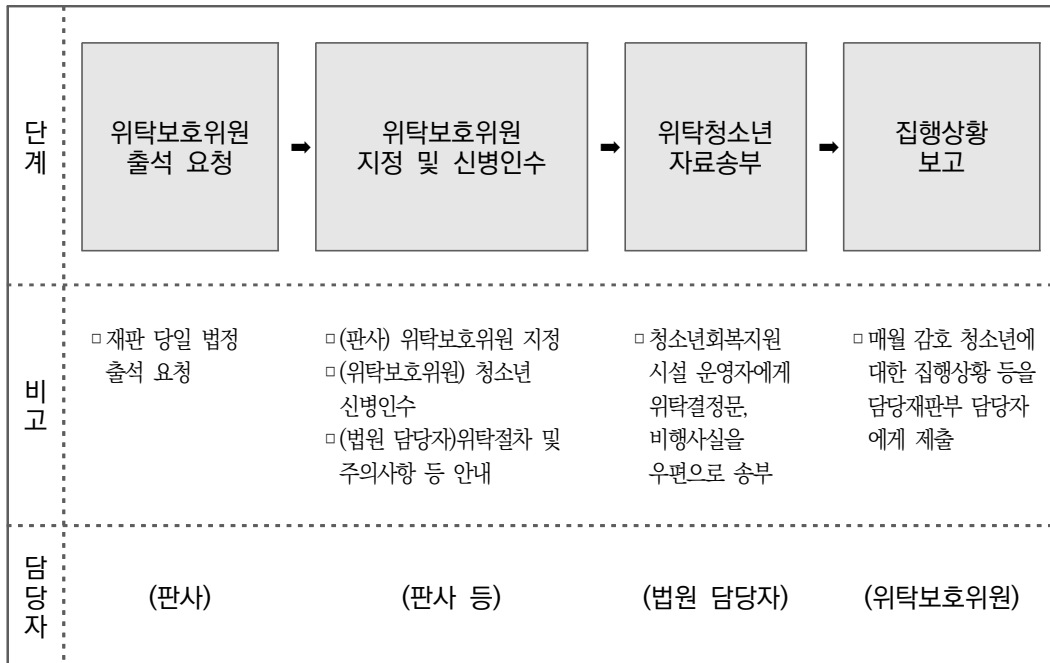 단
계
위탁보호위원
출석 요청
➡
위탁보호위원
지정 및 신병인수
➡
위탁청소년
자료송부
➡
집행상황
보고
비
고
□ 재판 당일 법정
출석 요청
□ (판사) 위탁보호위원 지정
□ (위탁보호위원) 청소년
신병인수
□ (법원 담당자)위탁절차 및
주의사항 등 안내
□ 청소년회복지원
시설 운영자에게
위탁결정문,
비행사실을
우편으로 송부
□ 매월 감호 청소년에
대한 집행상황 등을
담당재판부 담당자
에게 제출
담
당
자
(판사)
(판사 등)
(법원 담당자)
(위탁보호위원)